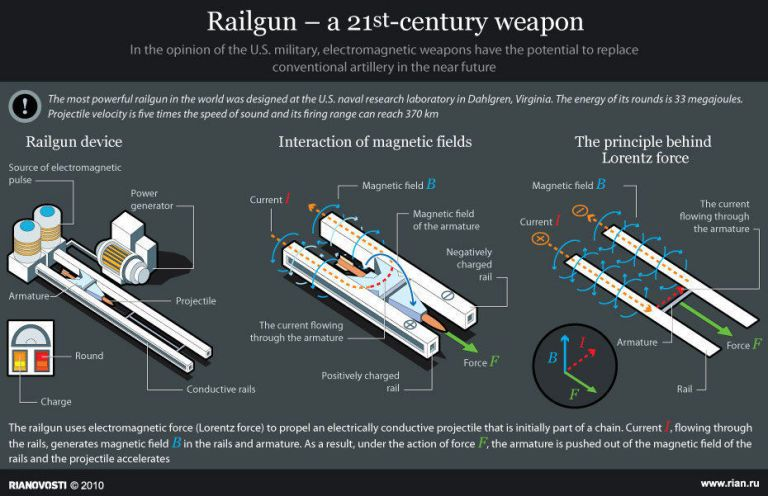 Railgun – a 21st-century weapon
In the opinion of the U.S. military, electromagnetic weapons have the potential to replace
conventional artillery in the near future
!
The most powerful railgun in the world was designed at the U.S. naval research laboratory in Dahlgren, Virginia. The energy of its rounds is 33 megajoules.
Projectile velocity is five times the speed of sound and its firing range can reach 370 km
Railgun device
Source of electromagnetic
pulse
Power
generator
Armature
Projectile
Round
Charge
Conductive rails
Interaction of magnetic fields
Magnetic field B
Current I
Magnetic field
of the armature
Negatively
charged
rail
The current flowing
through the armature
Positively charged
rail
Force F
The principle behind
Lorentz force
Magnetic field B
The current
flowing through
the armature
Current I
Armature
Force F
Rail
B
I
F
The railgun uses electromagnetic force (Lorentz force) to propel an electrically conductive projectile that is initially part of a chain. Current I, flowing through
the rails, generates magnetic field B in the rails and armature. As a result, under the action of force F, the armature is pushed out of the magnetic field of the
rails and the projectile accelerates
RIANOVOSTI © 2010
www.rian.ru